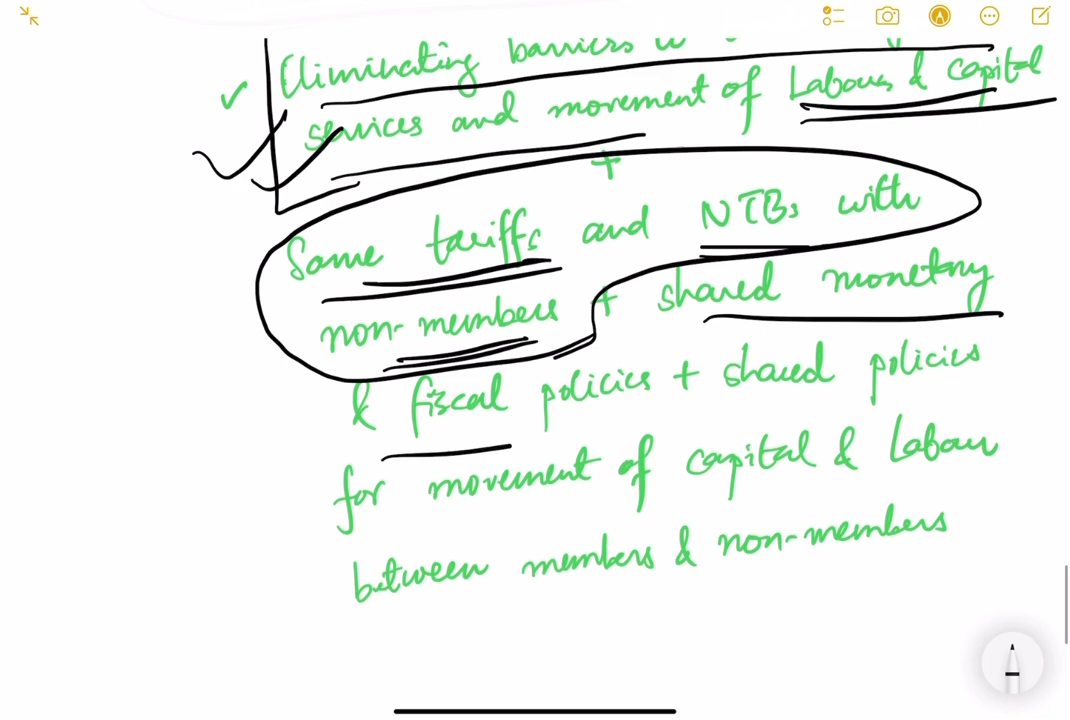 Eliminating barriers
services and movement of Labour & capital
+
Same tariffs and NTBs with
non-members + shared monetary
& fiscal policies + shared policies
for movement of capital & Labour
between members & non-members